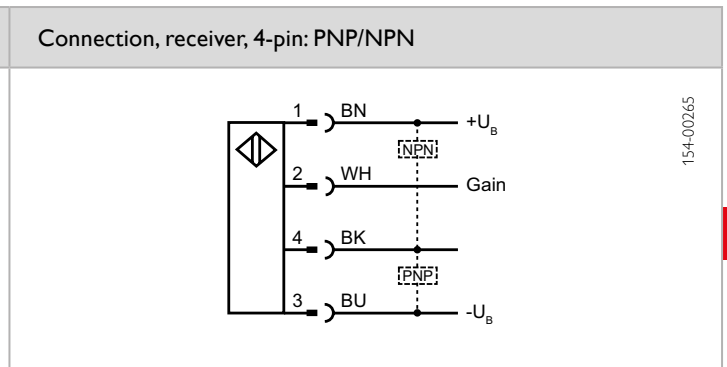 Connection, receiver, 4-pin: PNP/NPN
1 BN +U_B
NPN
2 WH Gain
4 BK
PNP
3 BU -U_B
154-00265